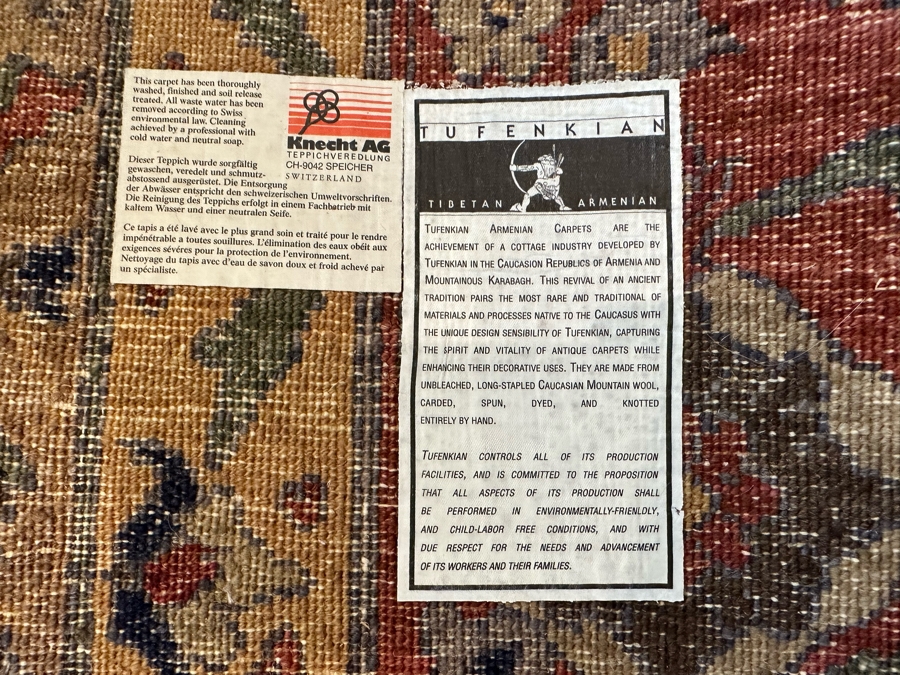 This carpet has been thoroughly
washed, finished and soil release
treated. All waste water has been
removed according to Swiss
environmental law. Cleaning
achieved by a professional with
cold water and neutral soap.
Knecht AG
TEPPICHVEREDLUNG
CH-9042 SPEICHER
SWITZERLAND
Dieser Teppich wurde sorgfältig
gewaschen, veredelt und schmutz-
abstossend ausgerüstet. Die Entsorgung
der Abwässer entspricht den schweizerischen Umweltvorschriften.
Die Reinigung des Teppichs erfolgt in einem Fachbetrieb mit
kaltem Wasser und einer neutralen Seife.
Ce tapis a été lavé avec le plus grand soin et traité pour le rendre
impénétrable a toutes souillures. L'élimination des eaux obéit aux
exigences sévéres pour la protection de l'environnement.
Nettoyage du tapis avec d'eau de savon doux et froid achevé par
un spécialiste.
TUFENKIAN
TIBETAN ARMENIAN
TUFENKIAN ARMENIAN CARPETS ARE THE
ACHIEVEMENT OF A COTTAGE INDUSTRY DEVELOPED BY
TUFENKIAN IN THE CAUCASION REPUBLICS OF ARMENIA AND
MOUNTAINOUS KARABAGH. THIS REVIVAL OF AN ANCIENT
TRADITION PAIRS THE MOST RARE AND TRADITIONAL OF
MATERIALS AND PROCESSES NATIVE TO THE CAUCASUS WITH
THE UNIQUE DESIGN SENSIBILITY OF TUFENKIAN, CAPTURING
THE SPIRIT AND VITALITY OF ANTIQUE CARPETS WHILE
ENHANCING THEIR DECORATIVE USES. THEY ARE MADE FROM
UNBLEACHED, LONG-STAPLED CAUCASIAN MOUNTAIN WOOL,
CARDED, SPUN, DYED, AND KNOTTED
ENTIRELY BY HAND.
TUFENKIAN CONTROLS ALL OF ITS PRODUCTION
FACILITIES, AND IS COMMITTED TO THE PROPOSITION
THAT ALL ASPECTS OF ITS PRODUCTION SHALL
BE PERFORMED IN ENVIRONMENTALLY-FRIENLDLY,
AND CHILD-LABOR FREE CONDITIONS, AND WITH
DUE RESPECT FOR THE NEEDS AND ADVANCEMENT
OF ITS WORKERS AND THEIR FAMILIES.